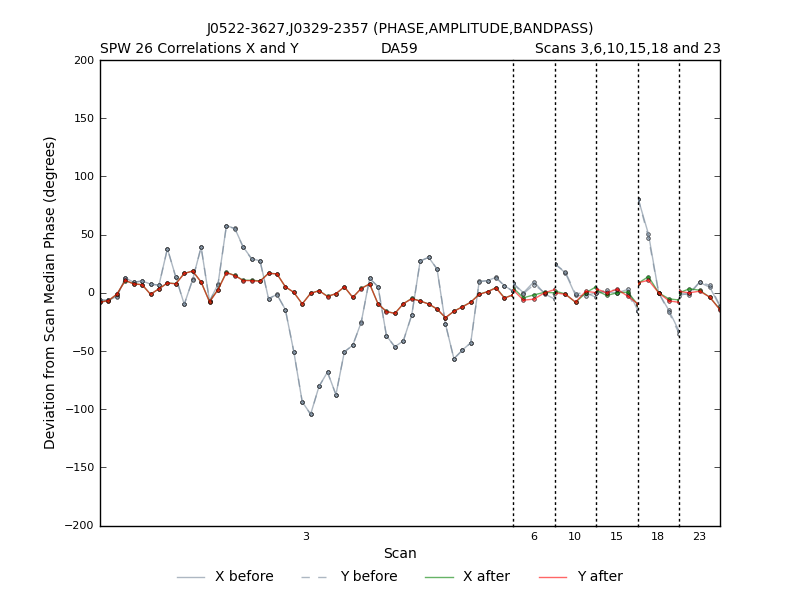 J0522-3627,J0329-2357 (PHASE,AMPLITUDE,BANDPASS)
SPW 26 Correlations X and Y DA59 Scans 3,6,10,15,18 and 23
200
150
100
50
0
−50
−100
−150
−200
Deviation from Scan Median Phase (degrees)
3 6 10 15 18 23
Scan
X before Y before X after Y after